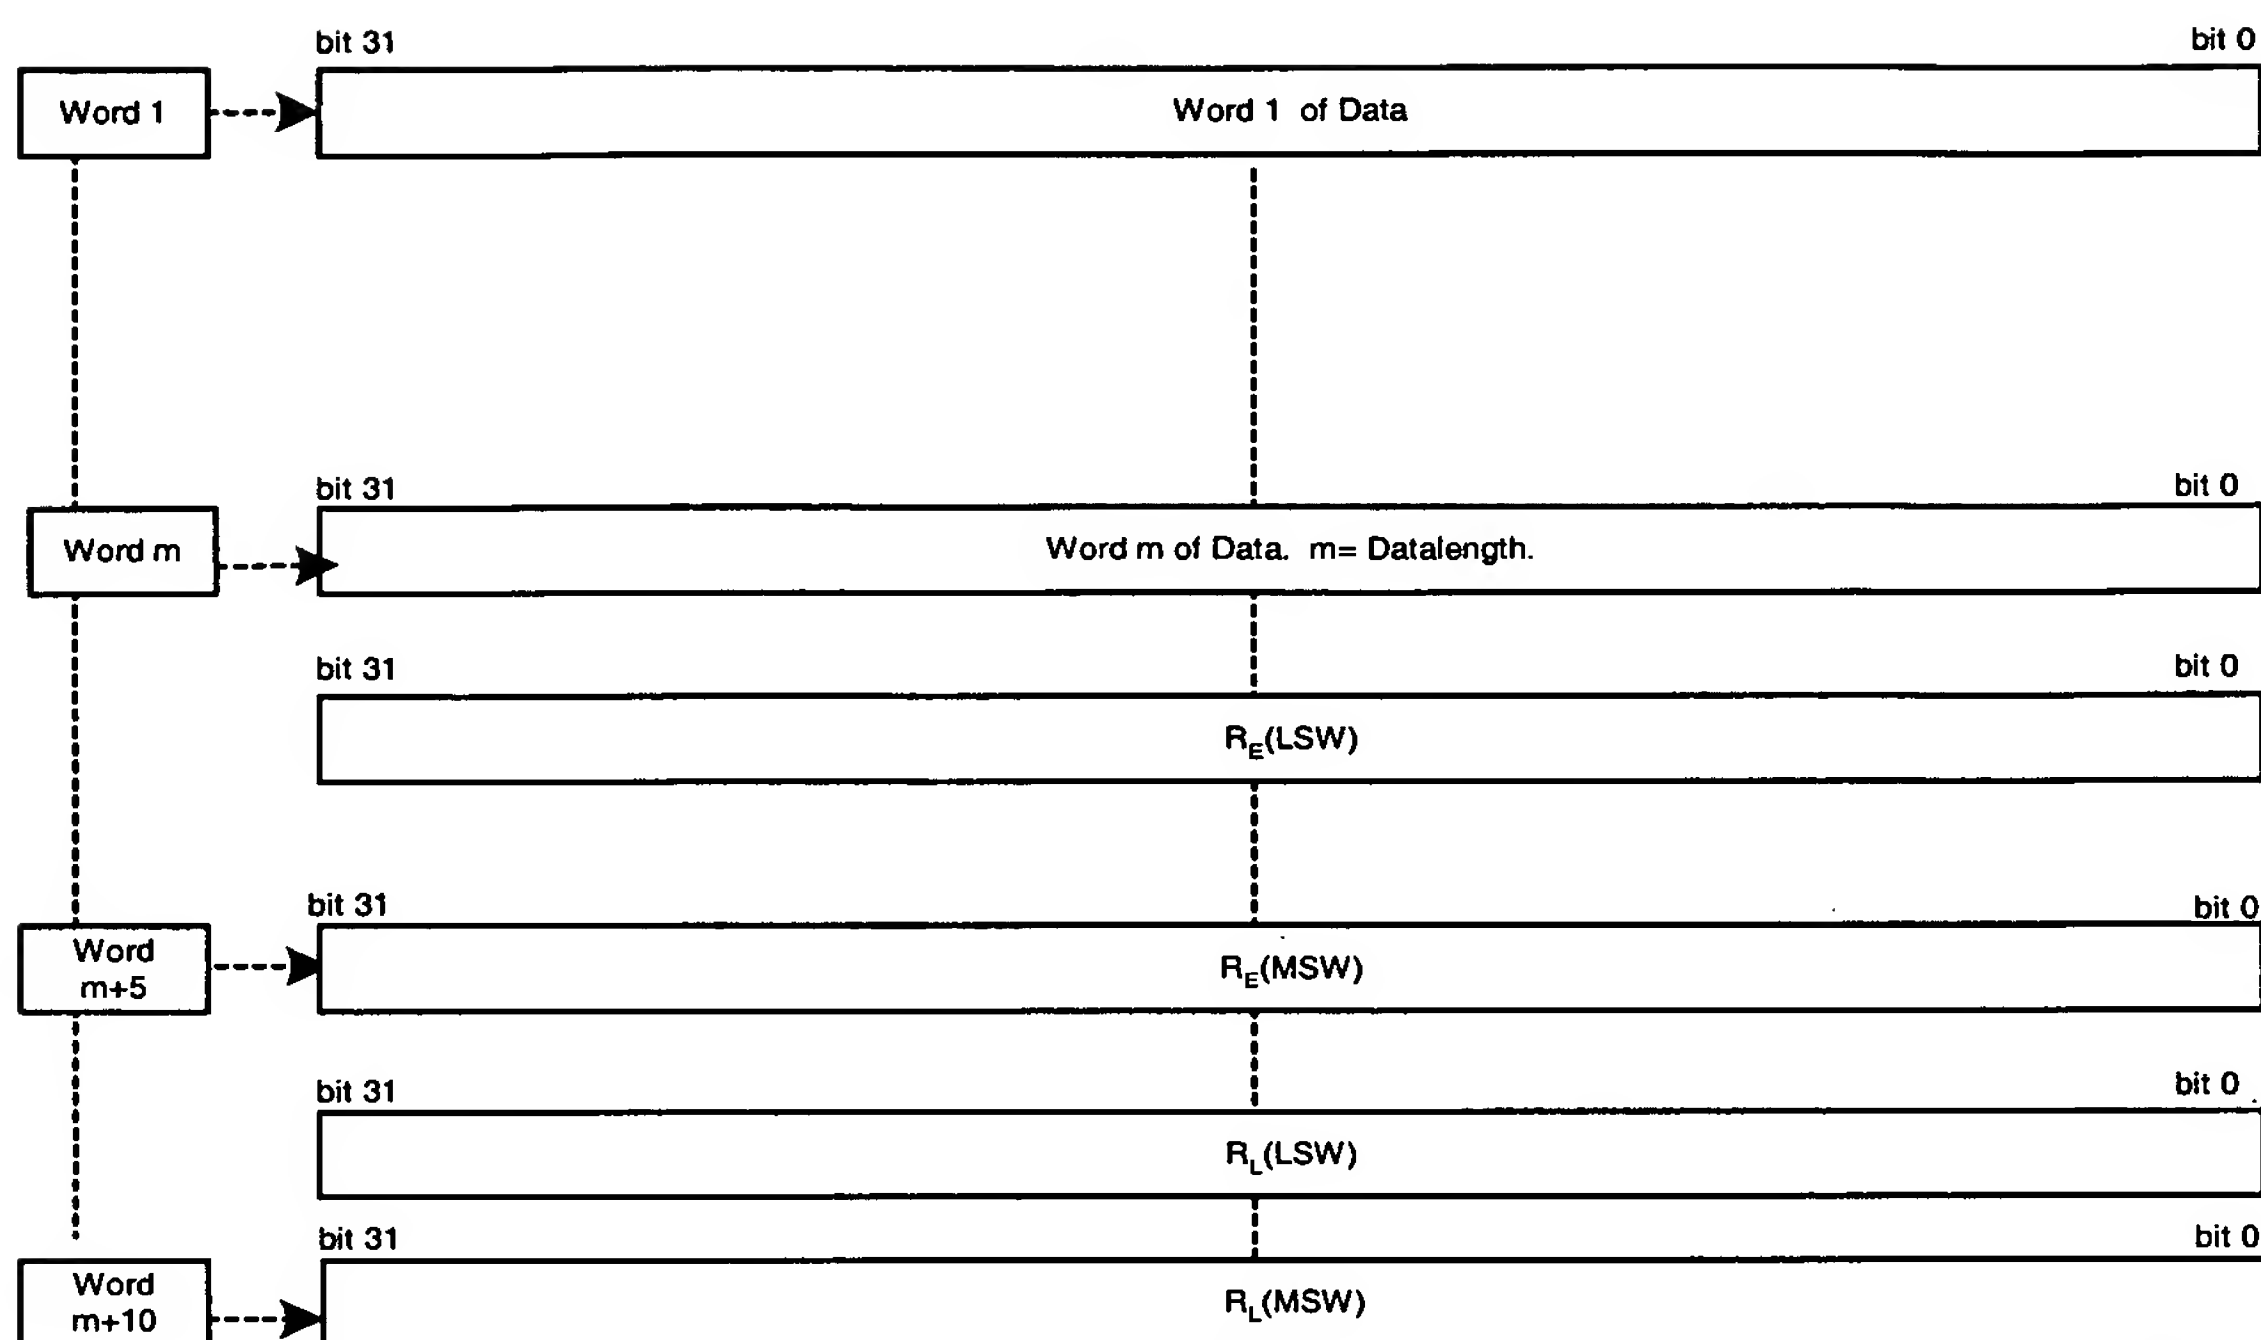 bit 31 bit 0
Word 1 Word 1 of Data
bit 31 bit 0
Word m Word m of Data. m= Datalength.
bit 31 bit 0
R_E(LSW)
bit 31 bit 0
Word
m+5
R_E(MSW)
bit 31 bit 0
R_L(LSW)
bit 31 bit 0
Word
m+10
R_L(MSW)